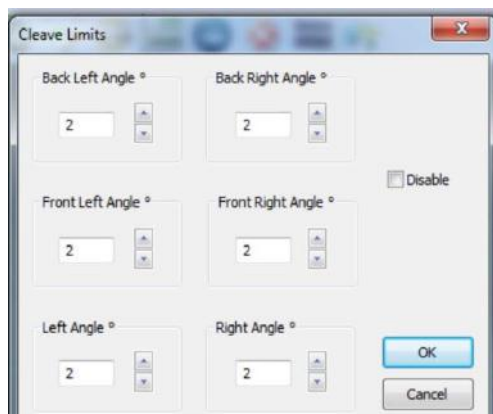 Cleave Limits
Back Left Angle º
Back Right Angle º
2
2
Disable
Front Left Angle º
Front Right Angle º
2
2
Left Angle º
Right Angle º
2
2
OK
Cancel